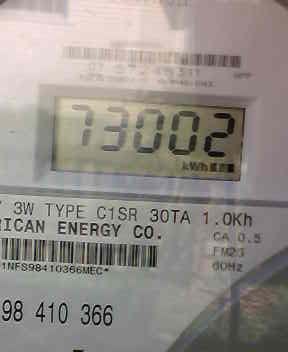 73002
kWh
3W TYPE C1SR 30TA 1.0Kh
RICAN ENERGY CO.
CA 0.5
FM2S
60Hz
1NFS98410366MEC*
98 410 366